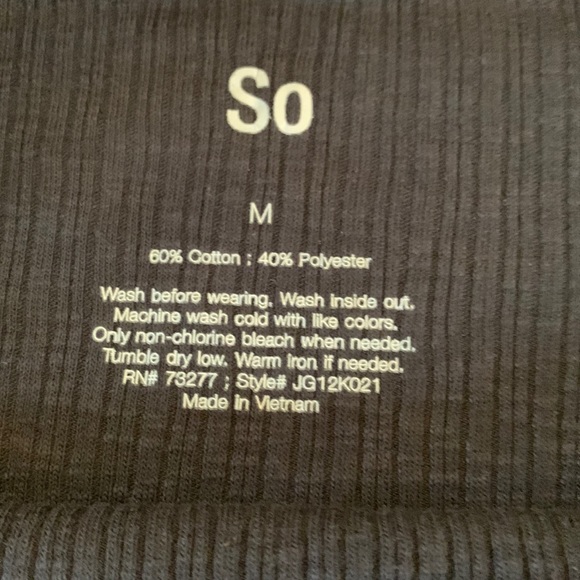 So
M
60% Cotton ; 40% Polyester
Wash before wearing. Wash inside out.
Machine wash cold with like colors.
Only non-chlorine bleach when needed.
Tumble dry low. Warm iron if needed.
RN# 73277 ; Style# JG12K021
Made in Vietnam